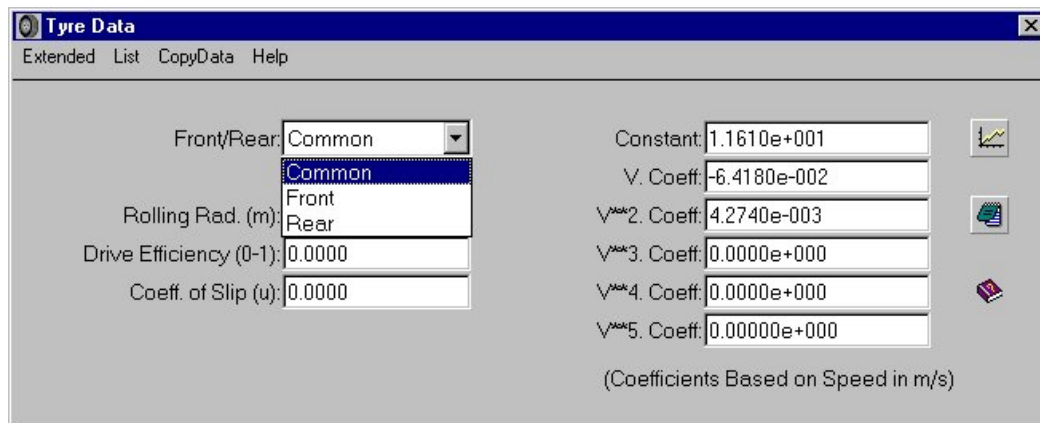 Tyre Data
Extended List CopyData Help
Front/Rear: Common
Common
Front
Rear
Rolling Rad. (m):
Drive Efficiency (0-1): 0.0000
Coeff. of Slip (u): 0.0000
Constant: 1.1610e+001
V. Coeff: -6.4180e-002
V***2. Coeff: 4.2740e-003
V***3. Coeff: 0.0000e+000
V***4. Coeff: 0.0000e+000
V***5. Coeff: 0.00000e+000
(Coefficients Based on Speed in m/s)